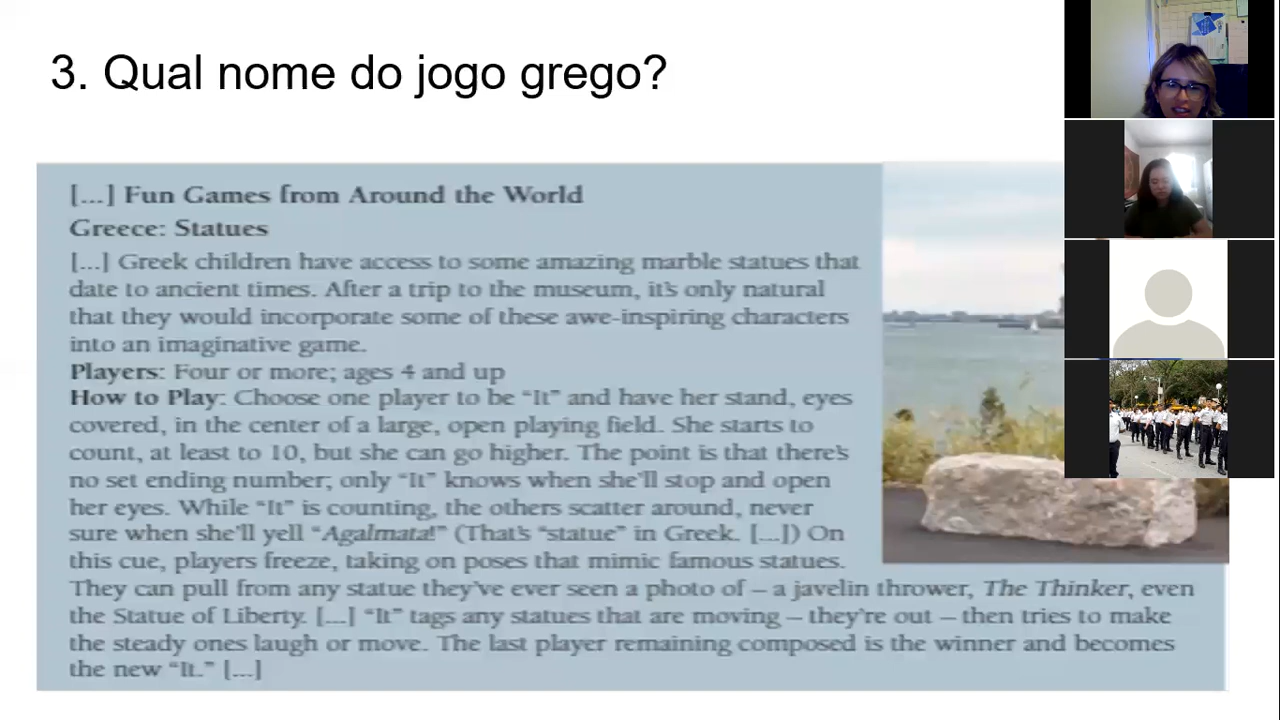 3. Qual nome do jogo grego?
[...] Fun Games from Around the World
Greece: Statues
[...] Greek children have access to some amazing marble statues that
date to ancient times. After a trip to the museum, it's only natural
that they would incorporate some of these awe-inspiring characters
into an imaginative game.
Players: Four or more; ages 4 and up
How to Play: Choose one player to be “It” and have her stand, eyes
covered, in the center of a large, open playing field. She starts to
count, at least to 10, but she can go higher. The point is that there's
no set ending number; only “It” knows when she'll stop and open
her eyes. While “It” is counting, the others scatter around, never
sure when she'll yell “Agalmata!” (That's “statue” in Greek. [...]) On
this cue, players freeze, taking on poses that mimic famous statues.
They can pull from any statue they've ever seen a photo of – a javelin thrower, The Thinker, even
the Statue of Liberty. [...] “It” tags any statues that are moving – they're out – then tries to make
the steady ones laugh or move. The last player remaining composed is the winner and becomes
the new “It.” [...]